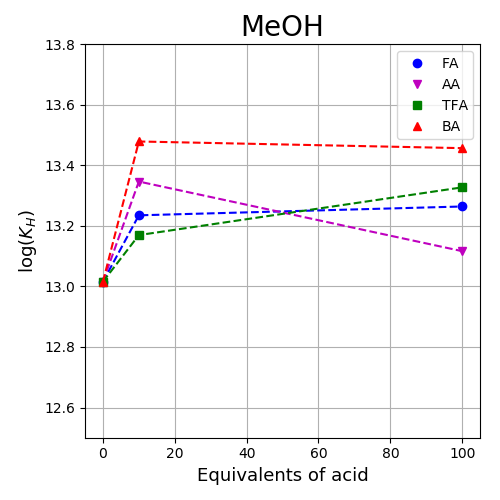 MeOH
13.8
13.6
13.4
13.2
13.0
12.8
12.6
log(K_H)
FA
AA
TFA
BA
0 20 40 60 80 100
Equivalents of acid